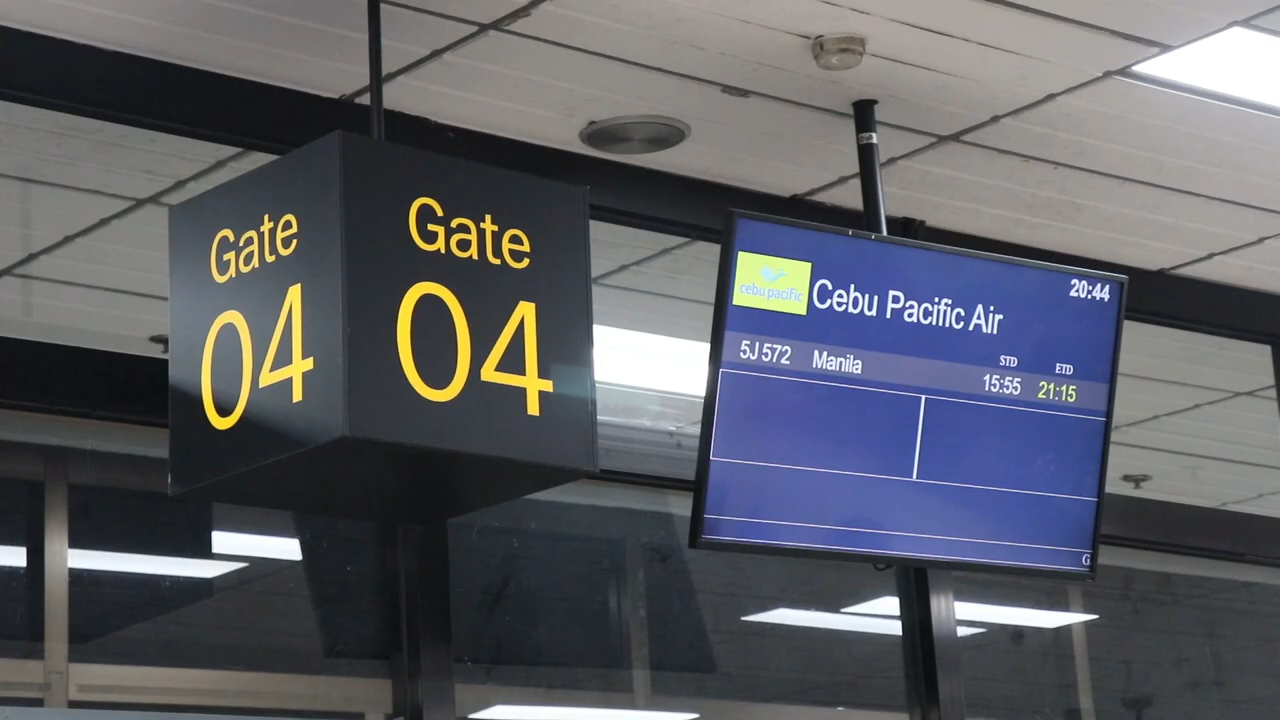 Gate
04
Gate
04
cebu pacific
Cebu Pacific Air
20:44
STD ETD
5J 572 Manila 15:55 21:15
G